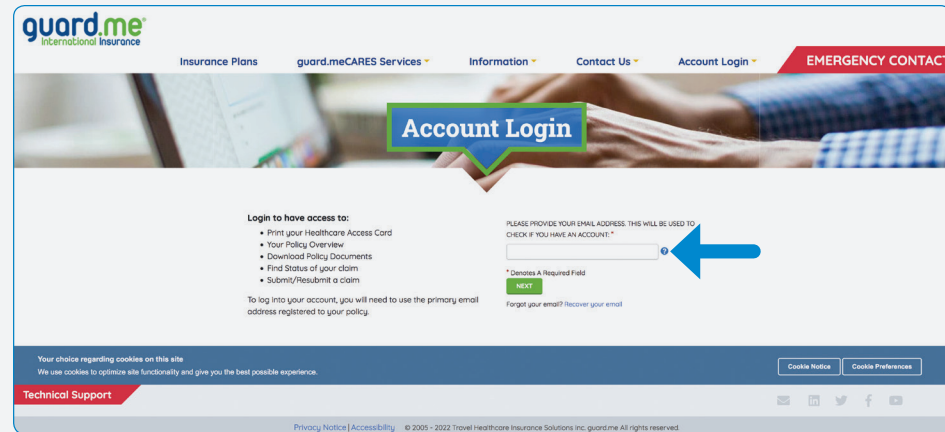 guard.me
International Insurance
Insurance Plans guard.meCARES Services Information Contact Us Account Login EMERGENCY CONTACT
Account Login
Login to have access to:
• Print your Healthcare Access Card
• Your Policy Overview
• Download Policy Documents
• Find Status of your claim
• Submit/Resubmit a claim
To log into your account, you will need to use the primary email
address registered to your policy.
PLEASE PROVIDE YOUR EMAIL ADDRESS. THIS WILL BE USED TO
CHECK IF YOU HAVE AN ACCOUNT: *
?
* Denotes A Required Field
NEXT
Forgot your email? Recover your email
Your choice regarding cookies on this site
We use cookies to optimize site functionality and give you the best possible experience.
Cookie Notice Cookie Preferences
Technical Support
Privacy Notice | Accessibility © 2005 - 2022 Travel Healthcare Insurance Solutions Inc. guard.me All rights reserved.